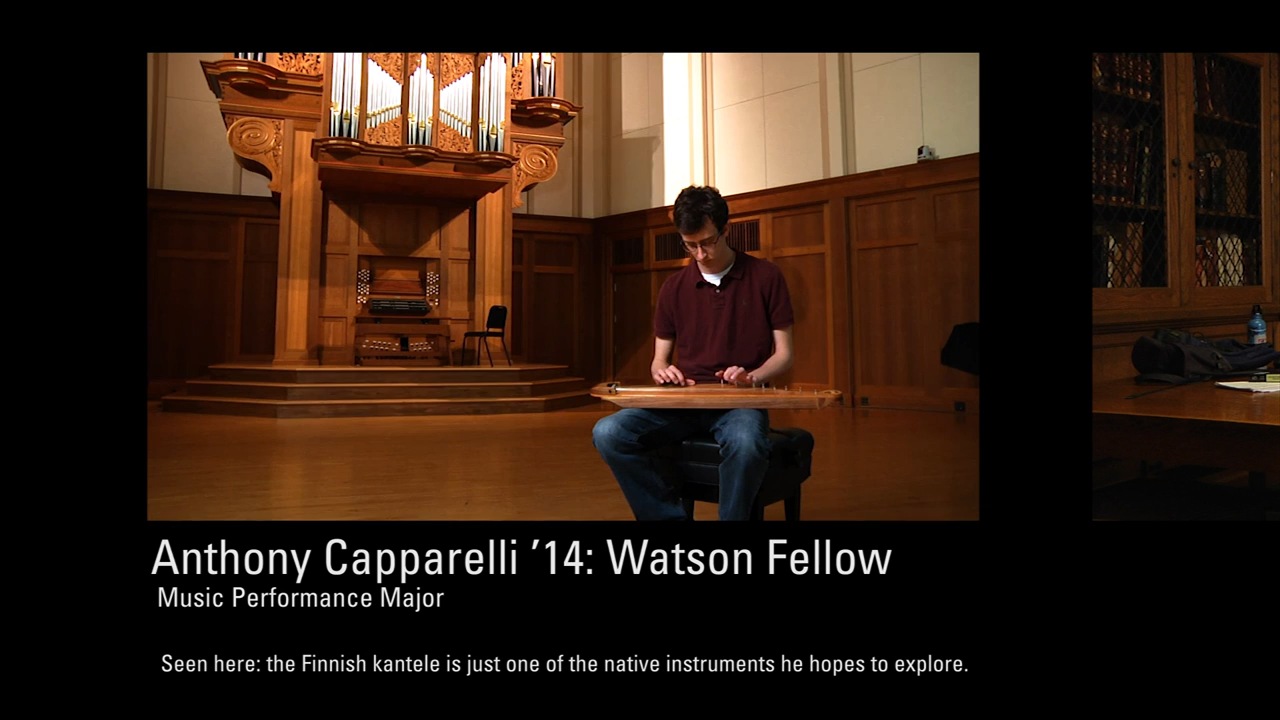 Anthony Capparelli ’14: Watson Fellow
Music Performance Major
Seen here: the Finnish kantele is just one of the native instruments he hopes to explore.